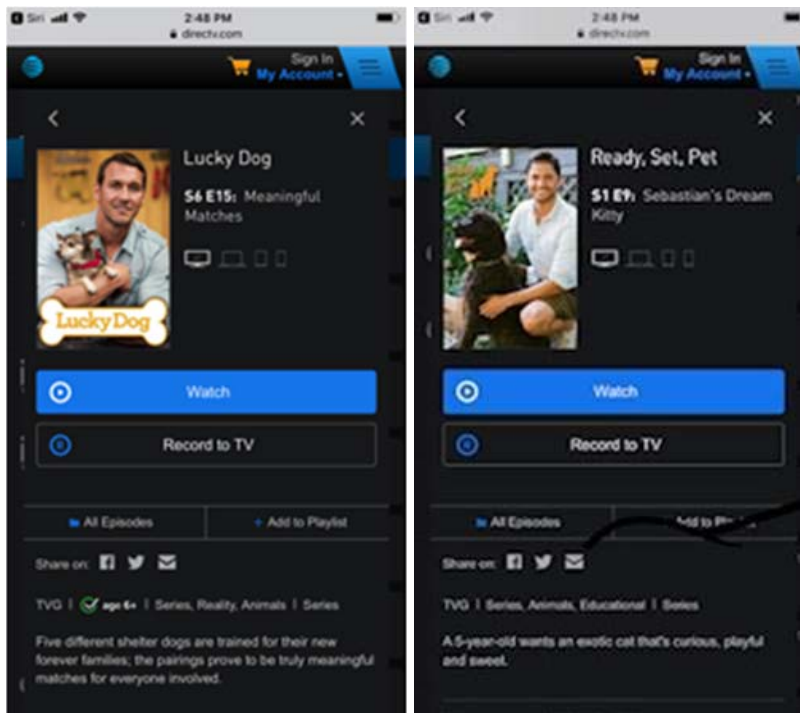 Siri
2:48 PM
directv.com
Sign In
My Account
Lucky Dog
S6 E15: Meaningful
Matches
Lucky Dog
Watch
Record to TV
All Episodes
+ Add to Playlist
Share on:
TVG | age 6+ | Series, Reality, Animals | Series
Five different shelter dogs are trained for their new
forever families; the pairings prove to be truly meaningful
matches for everyone involved.
Siri
2:48 PM
directv.com
Sign In
My Account
Ready, Set, Pet
S1 E9: Sebastian's Dream
Kitty
Watch
Record to TV
All Episodes
Add to Playlist
Share on:
TVG | Series, Animals, Educational | Series
A 5-year-old wants an exotic cat that's curious, playful
and sweet.